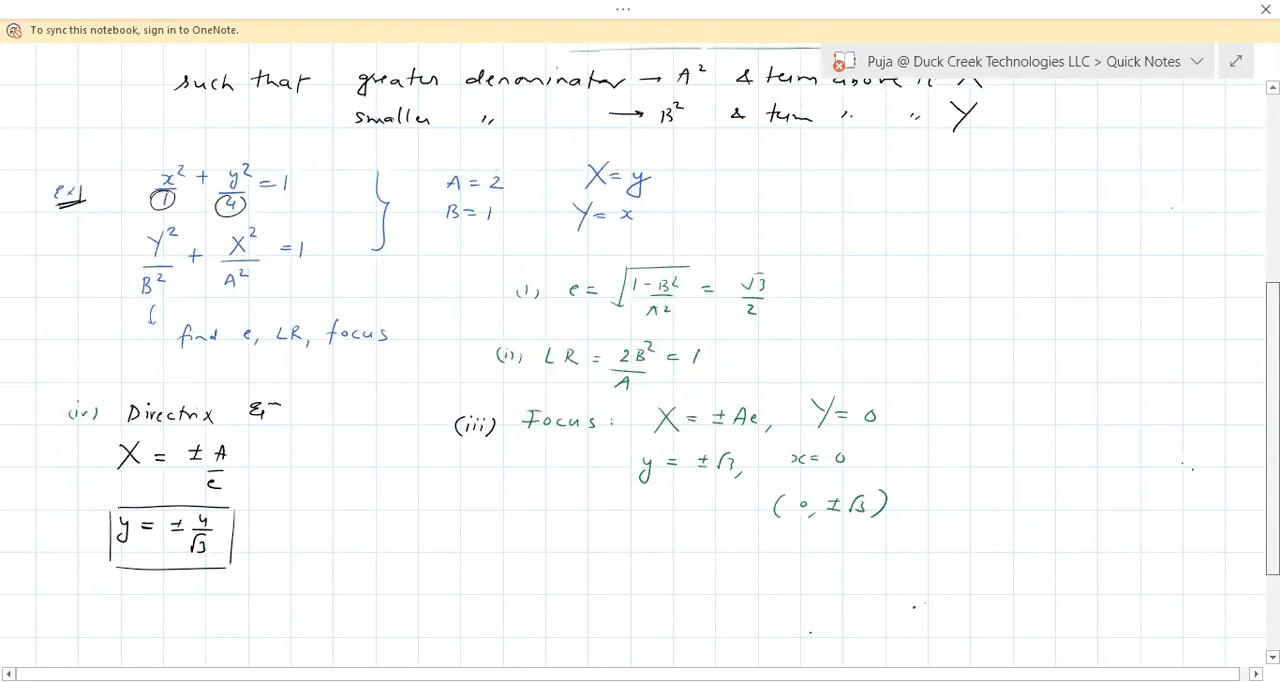 To sync this notebook, sign in to OneNote.
Puja @ Duck Creek Technologies LLC > Quick Notes
such that greater denominator → A² & term above it X
smaller ,, → B² & term ,, ,, Y
ex1 x²/1 + y²/4 = 1
Y²/B² + X²/A² = 1
A = 2 X = y
B = 1 Y = x
find e, LR, focus
(i) e = √(1 - B²/A²) = √3/2
(ii) LR = 2B²/A = 1
(iii) Focus: X = ± Ae, Y = 0
y = ± √3, x = 0
(0, ± √3)
(iv) Directrix Eqn
X = ± A/e
y = ± 4/√3